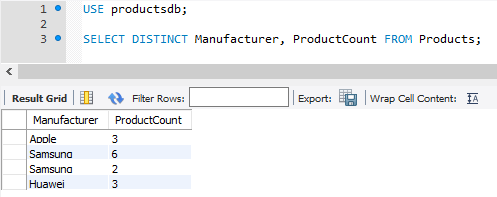 1 USE productsdb;
2
3 SELECT DISTINCT Manufacturer, ProductCount FROM Products;
Result Grid Filter Rows: Export: Wrap Cell Content: IA
Manufacturer ProductCount
Apple 3
Samsung 6
Samsung 2
Huawei 3